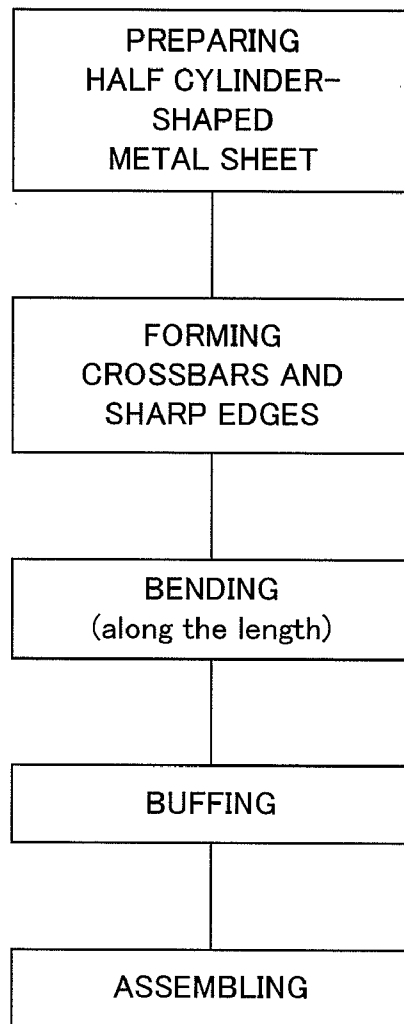 PREPARING
HALF CYLINDER-
SHAPED
METAL SHEET
FORMING
CROSSBARS AND
SHARP EDGES
BENDING
(along the length)
BUFFING
ASSEMBLING